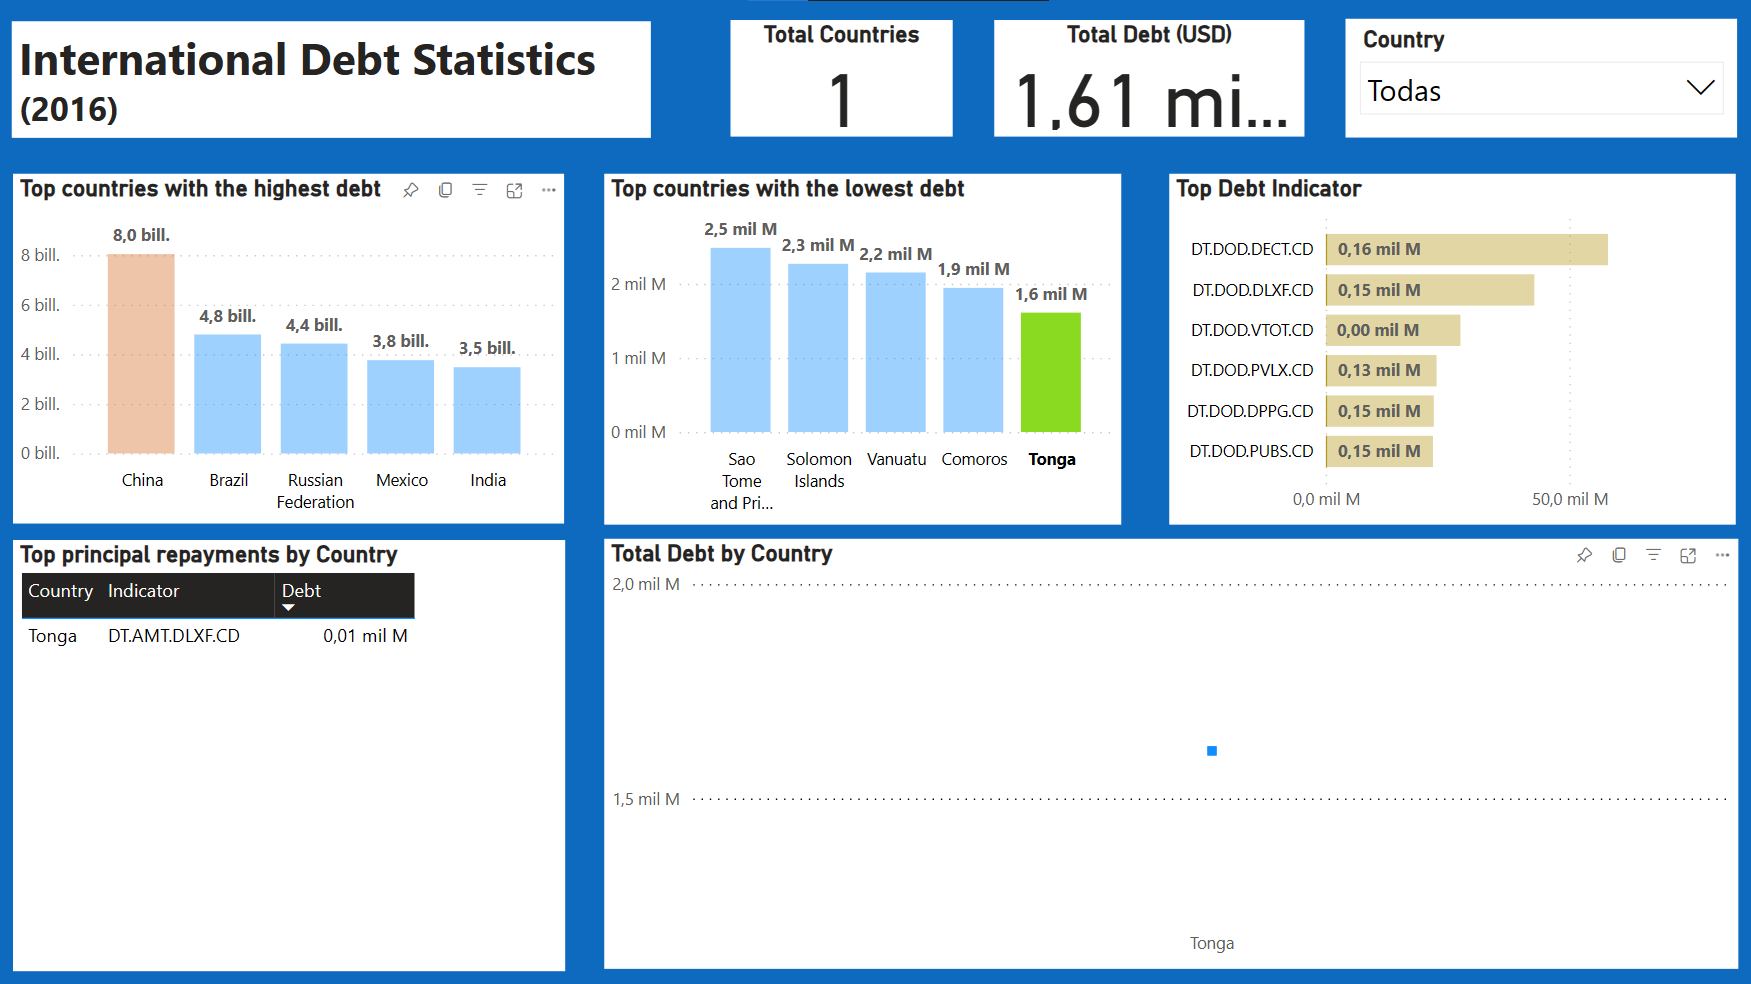 International Debt Statistics
(2016)
Total Countries
1
Total Debt (USD)
1,61 mi...
Country
Todas
Top countries with the highest debt
8 bill.
6 bill.
4 bill.
2 bill.
0 bill.
8,0 bill.
4,8 bill.
4,4 bill.
3,8 bill.
3,5 bill.
China
Brazil
Russian
Federation
Mexico
India
Top countries with the lowest debt
2 mil M
1 mil M
0 mil M
2,5 mil M
2,3 mil M
2,2 mil M
1,9 mil M
1,6 mil M
Sao
Tome
and Pri...
Solomon
Islands
Vanuatu
Comoros
Tonga
Top Debt Indicator
DT.DOD.DECT.CD 0,16 mil M
DT.DOD.DLXF.CD 0,15 mil M
DT.DOD.VTOT.CD 0,00 mil M
DT.DOD.PVLX.CD 0,13 mil M
DT.DOD.DPPG.CD 0,15 mil M
DT.DOD.PUBS.CD 0,15 mil M
0,0 mil M 50,0 mil M
Top principal repayments by Country
Country Indicator Debt
Tonga DT.AMT.DLXF.CD 0,01 mil M
Total Debt by Country
2,0 mil M
1,5 mil M
Tonga